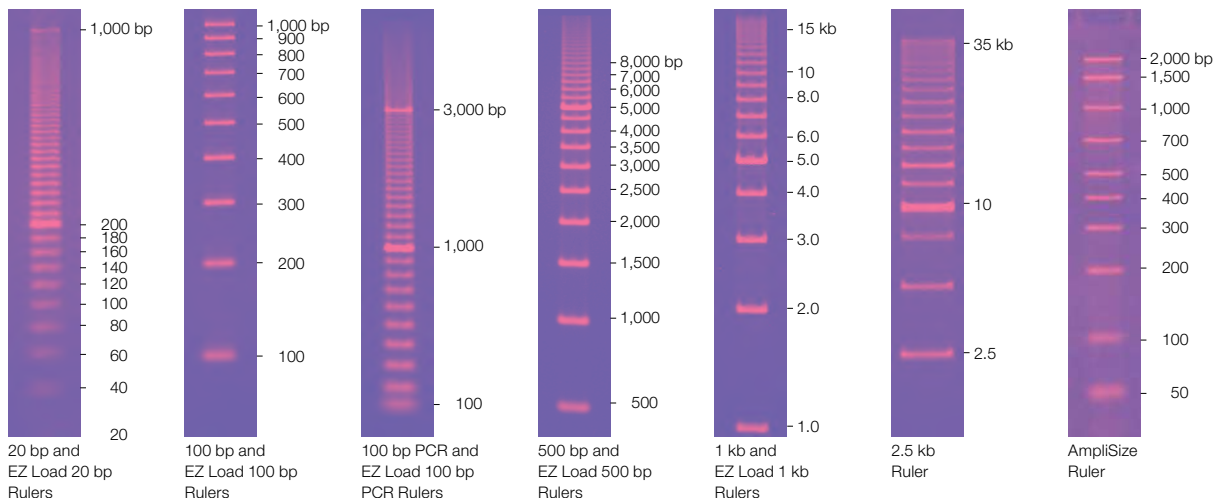 1,000 bp
200
180
160
140
120
100
80
60
40
20
20 bp and
EZ Load 20 bp
Rulers
1,000 bp
900
800
700
600
500
400
300
200
100
100 bp and
EZ Load 100 bp
Rulers
3,000 bp
1,000
100
100 bp PCR and
EZ Load 100 bp
PCR Rulers
8,000 bp
7,000
6,000
5,000
4,000
3,500
3,000
2,500
2,000
1,500
1,000
500
500 bp and
EZ Load 500 bp
Rulers
15 kb
10
8.0
6.0
5.0
4.0
3.0
2.0
1.0
1 kb and
EZ Load 1 kb
Rulers
35 kb
10
2.5
2.5 kb
Ruler
2,000 bp
1,500
1,000
700
500
400
300
200
100
50
AmpliSize
Ruler